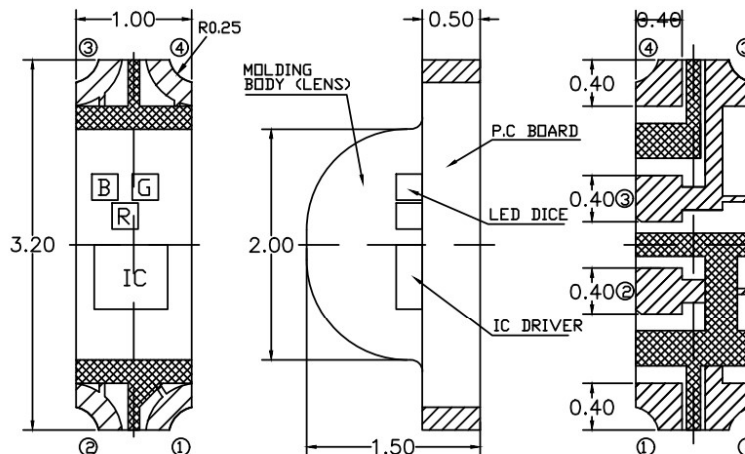 1.00
③
④
R0.25
3.20
B
G
R
IC
②
①
0.50
MOLDING
BODY (LENS)
P.C BOARD
LED DICE
2.00
IC DRIVER
1.50
0.40
④
0.40
0.40③
0.40②
0.40
①